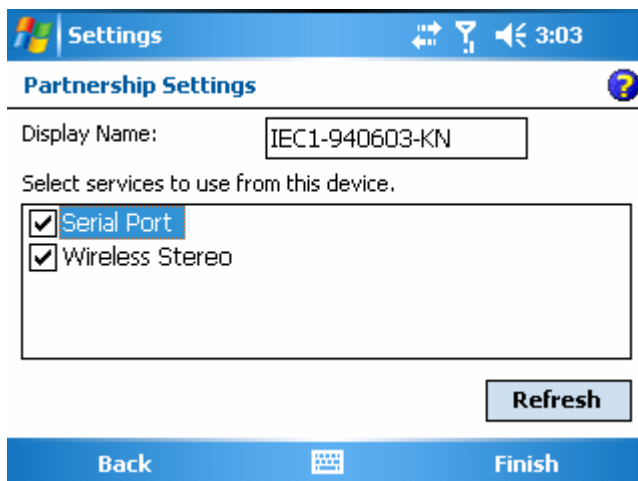 Settings 3:03
Partnership Settings ?
Display Name: IEC1-940603-KN
Select services to use from this device.
Serial Port
Wireless Stereo
Refresh
Back Finish